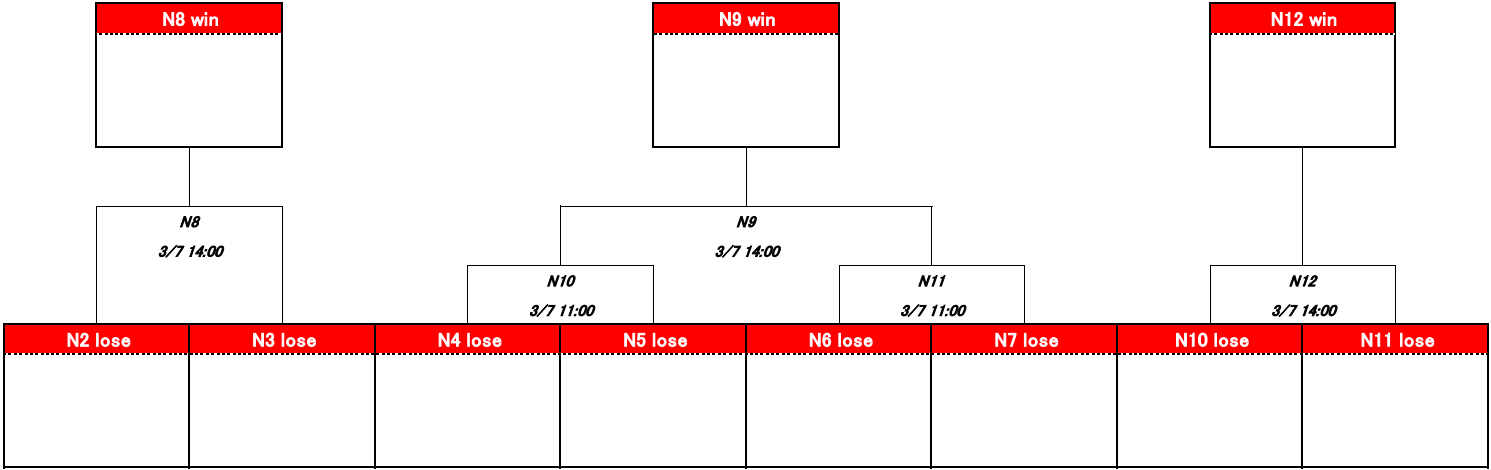 N8 win
N9 win
N12 win
N8
N9
3/7 14:00
3/7 14:00
N10
N11
N12
3/7 11:00
3/7 11:00
3/7 14:00
N2 lose
N3 lose
N4 lose
N5 lose
N6 lose
N7 lose
N10 lose
N11 lose